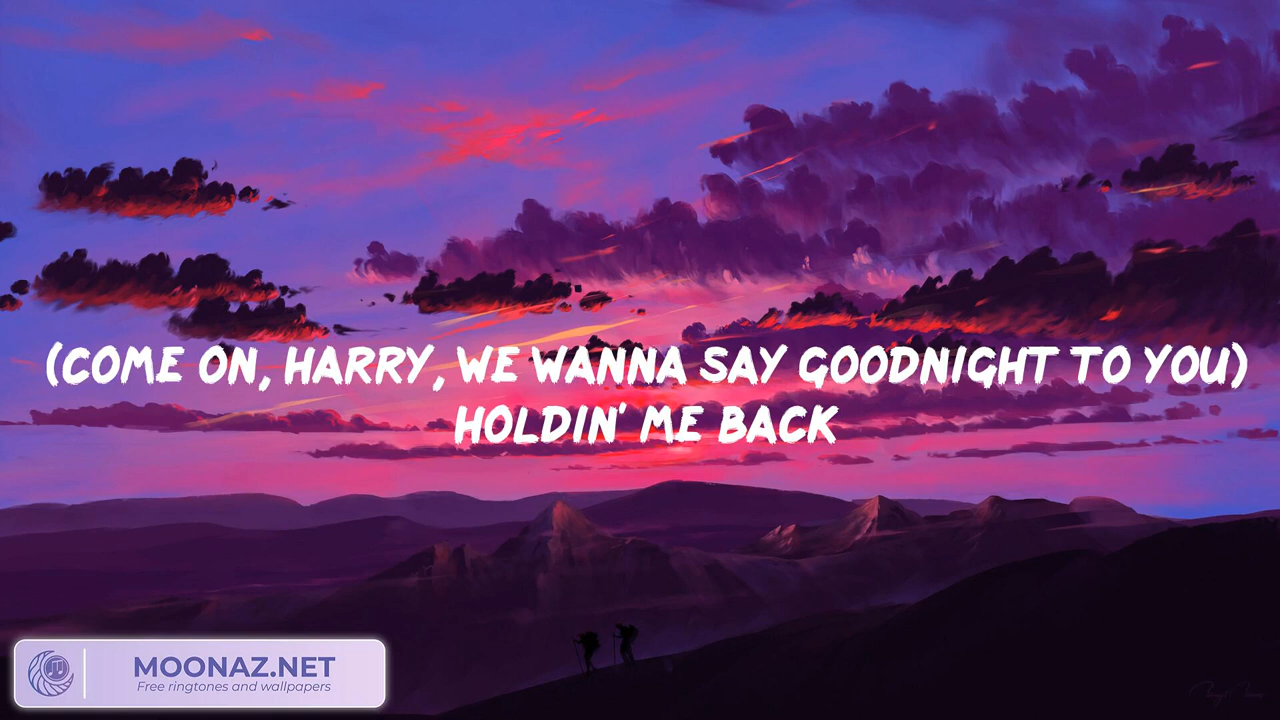 (COME ON, HARRY, WE WANNA SAY GOODNIGHT TO YOU)
HOLDIN' ME BACK
MOONAZ.NET
Free ringtones and wallpapers